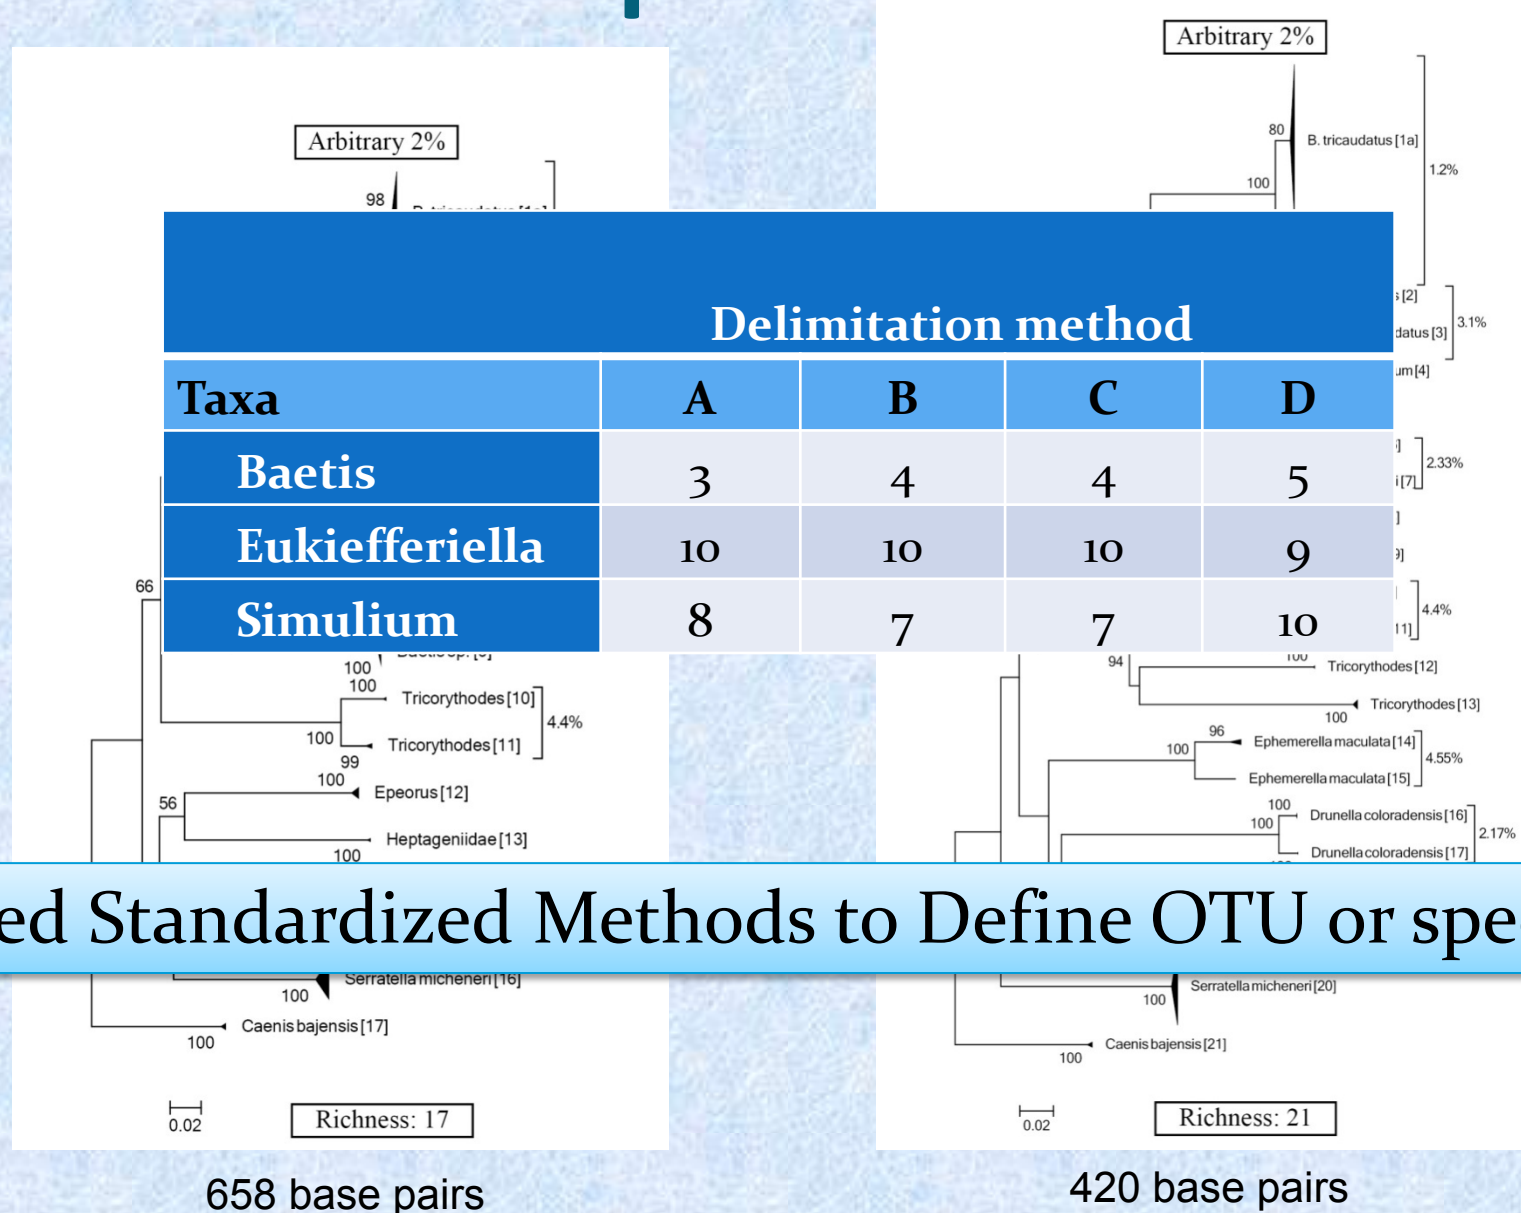 Arbitrary 2%
98
66
100
100
Tricorythodes [10]
4.4%
100
Tricorythodes [11]
99
100
Epeorus [12]
56
Heptageniidae [13]
100
Serratella micheneri [16]
100
Caenis bajensis [17]
100
0.02
Richness: 17
658 base pairs
Arbitrary 2%
80
B. tricaudatus [1a]
1.2%
100
[2]
[3]
3.1%
[4]
2.33%
[7]
4.4%
94
100
Tricorythodes [12]
Tricorythodes [13]
100
96
Ephemerella maculata [14]
100
4.55%
Ephemerella maculata [15]
100
Drunella coloradensis [16]
100
2.17%
Drunella coloradensis [17]
Serratella micheneri [20]
100
Caenis bajensis [21]
100
0.02
Richness: 21
420 base pairs
Delimitation method
Taxa A B C D
Baetis 3 4 4 5
Eukiefferiella 10 10 10 9
Simulium 8 7 7 10
Standardized Methods to Define OTU or